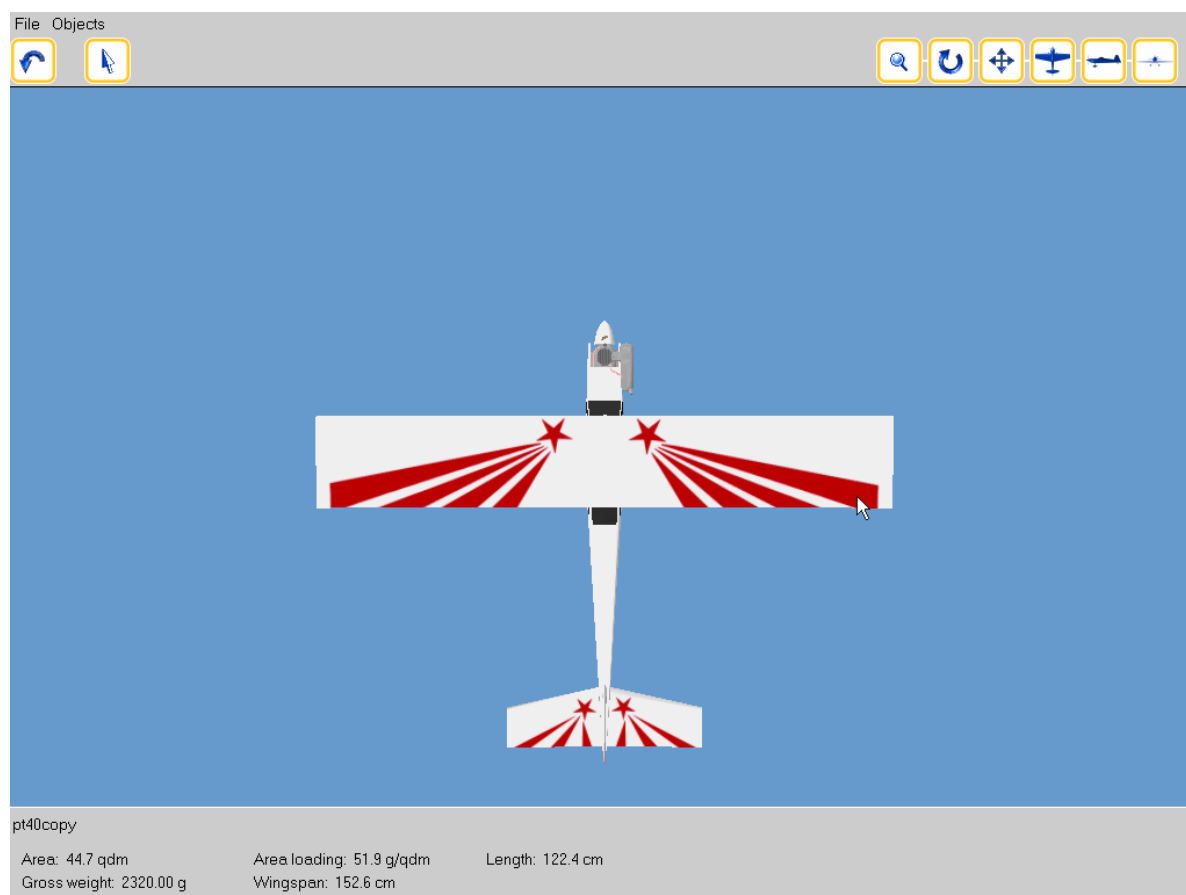 File Objects
pt40copy
Area: 44.7 qdm Area loading: 51.9 g/qdm Length: 122.4 cm
Gross weight: 2320.00 g Wingspan: 152.6 cm